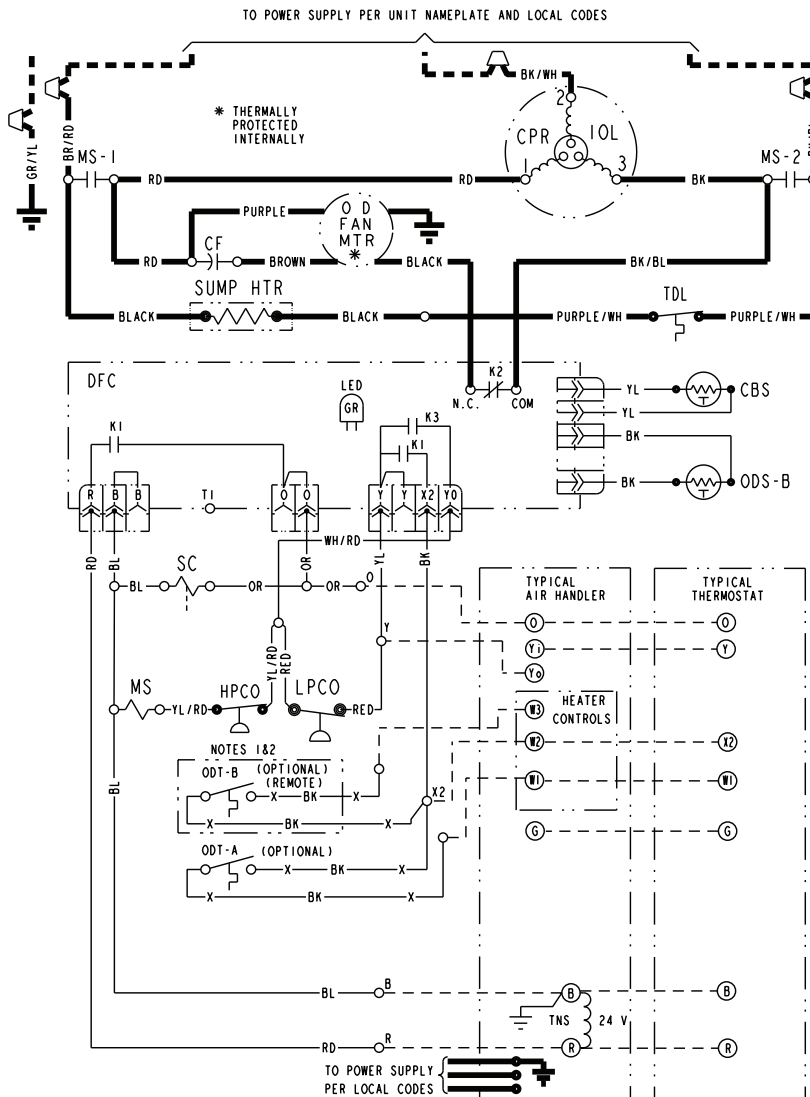 TO POWER SUPPLY PER UNIT NAMEPLATE AND LOCAL CODES
BK/WH
2
* THERMALLY
PROTECTED
INTERNALLY
CPR
IOL
GR/YL
BR/RD
MS-1
RD
RD
1
3
BK
MS-2
PURPLE
O D
FAN
MTR
*
CF
RD
BROWN
BLACK
BK/BL
SUMP HTR
TDL
BLACK
BLACK
PURPLE/WH
PURPLE/WH
DFC
LED
GR
K2
N.C.
COM
YL
CBS
YL
K1
K3
K1
BK
R
B
B
T1
O
O
Y
Y
X2
YO
BK
ODS-B
WH/RD
RD
BL
OR
YL
BK
SC
BL
OR
OR
O
TYPICAL
AIR HANDLER
TYPICAL
THERMOSTAT
O
O
Y
Yi
Y
Yo
YL/RD
RED
MS
HPCO
LPCO
YL/RD
RED
HEATER
CONTROLS
W3
NOTES 1&2
W2
X2
ODT-B
(OPTIONAL)
(REMOTE)
W1
W1
BL
X
BK
X
X2
X
BK
X
G
G
ODT-A
(OPTIONAL)
X
BK
X
X
BK
X
BL
B
B
B
TNS
24 V
RD
R
R
R
TO POWER SUPPLY
PER LOCAL CODES